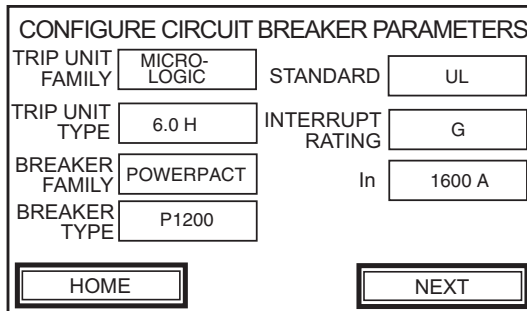 CONFIGURE CIRCUIT BREAKER PARAMETERS
TRIP UNIT
FAMILY
MICRO-
LOGIC
STANDARD
UL
TRIP UNIT
TYPE
6.0 H
INTERRUPT
RATING
G
BREAKER
FAMILY
POWERPACT
In
1600 A
BREAKER
TYPE
P1200
HOME
NEXT